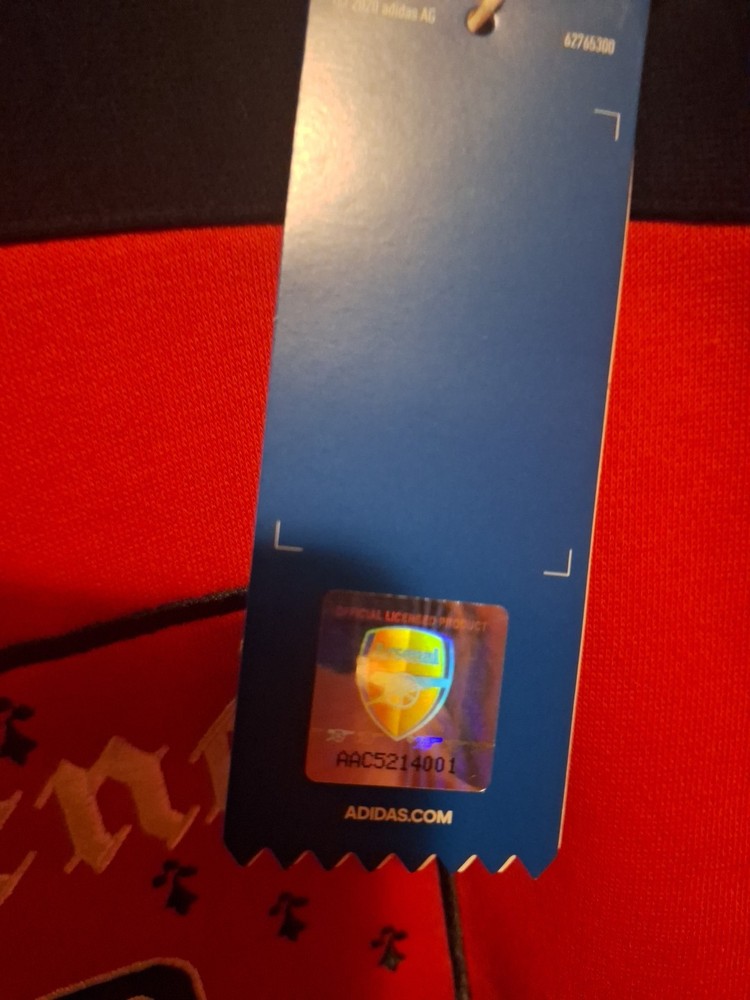 © 2020 adidas AG
62765300
OFFICIAL LICENSED PRODUCT
Arsenal
AAC5214001
ADIDAS.COM